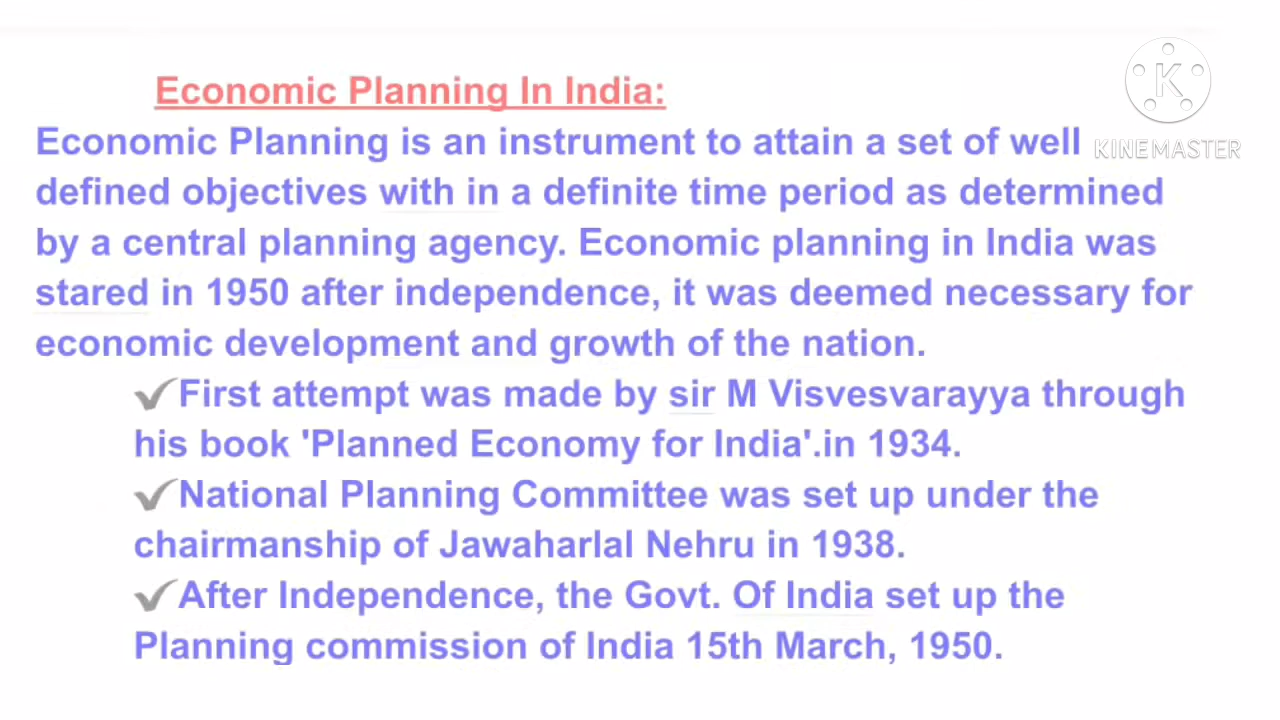 Economic Planning In India:
Economic Planning is an instrument to attain a set of well
defined objectives with in a definite time period as determined
by a central planning agency. Economic planning in India was
stared in 1950 after independence, it was deemed necessary for
economic development and growth of the nation.
✓First attempt was made by sir M Visvesvarayya through
his book 'Planned Economy for India'.in 1934.
✓National Planning Committee was set up under the
chairmanship of Jawaharlal Nehru in 1938.
✓After Independence, the Govt. Of India set up the
Planning commission of India 15th March, 1950.
K
KINEMASTER